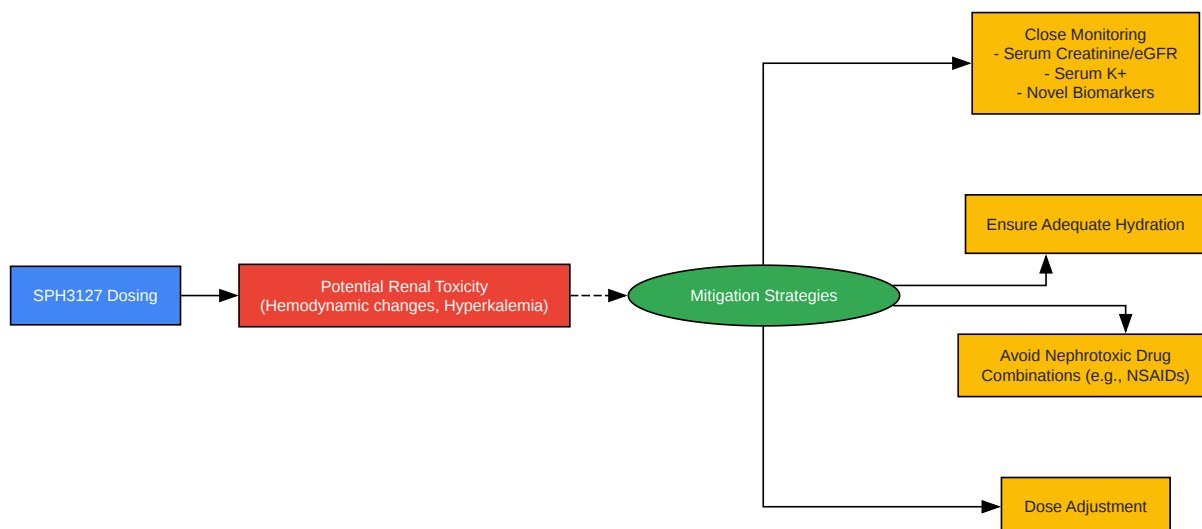 SPH3127 Dosing
Potential Renal Toxicity
(Hemodynamic changes, Hyperkalemia)
Mitigation Strategies
Close Monitoring
- Serum Creatinine/eGFR
- Serum K+
- Novel Biomarkers
Ensure Adequate Hydration
Avoid Nephrotoxic Drug
Combinations (e.g., NSAIDs)
Dose Adjustment